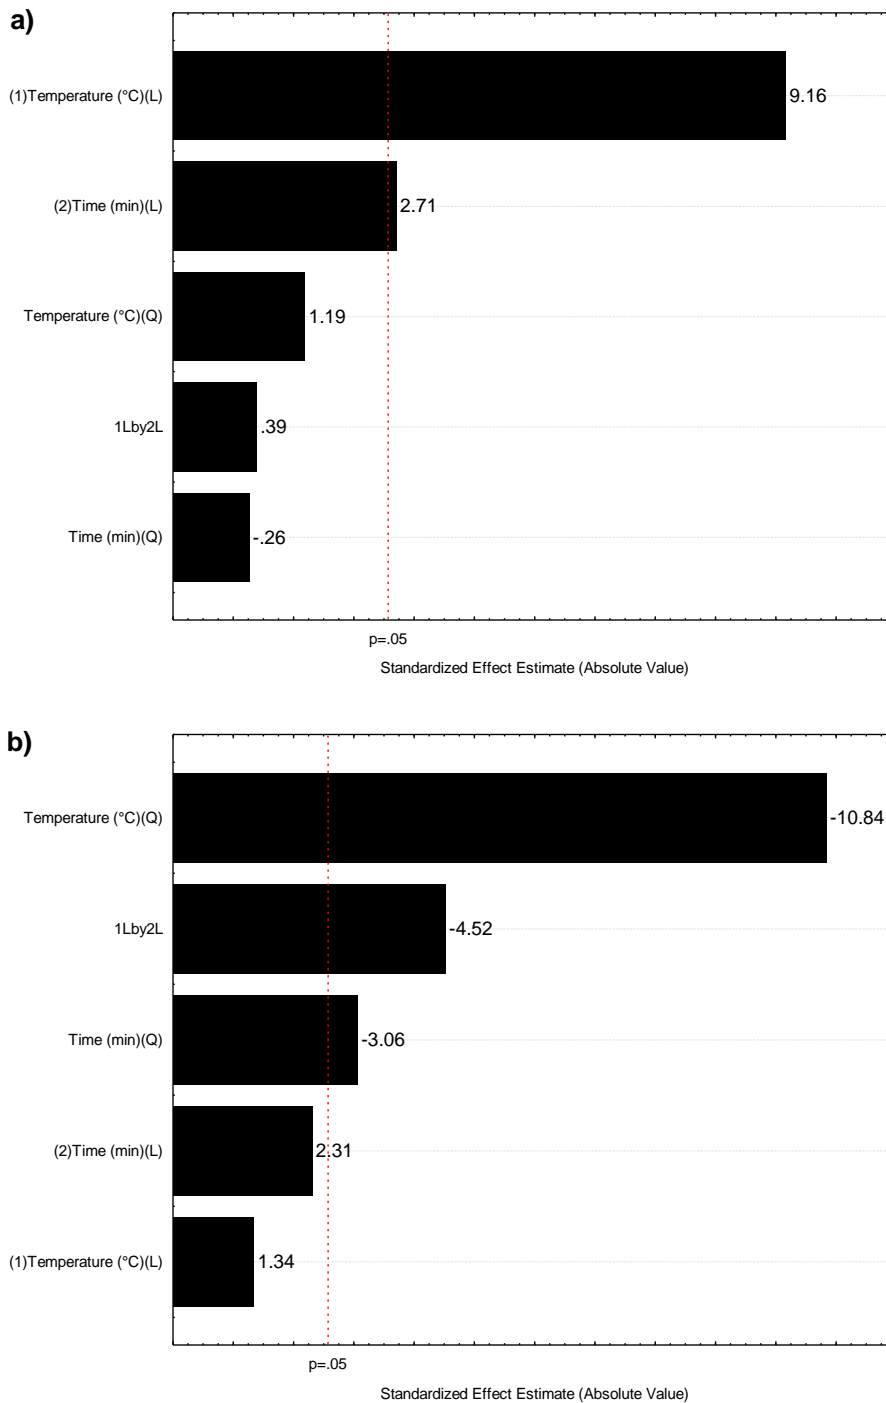 a)
(1)Temperature (°C)(L)
9.16
(2)Time (min)(L)
2.71
Temperature (°C)(Q)
1.19
1Lby2L
.39
Time (min)(Q)
-.26
p=.05
Standardized Effect Estimate (Absolute Value)
b)
Temperature (°C)(Q)
-10.84
1Lby2L
-4.52
Time (min)(Q)
-3.06
(2)Time (min)(L)
2.31
(1)Temperature (°C)(L)
1.34
p=.05
Standardized Effect Estimate (Absolute Value)